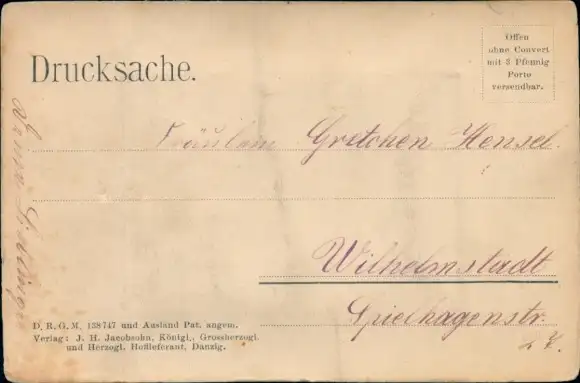 Drucksache.
Offen
ohne Couvert
mit 3 Pfennig
Porto
versendbar.
Fräulein Gretchen Hensel.
Wilhelmstadt
Spielhagenstr.
D. R. G. M. 138747 und Ausland Pat. angem.
Verlag: J. H. Jacobsohn, Königl., Grossherzogl.
und Herzogl. Hoflieferant, Danzig.